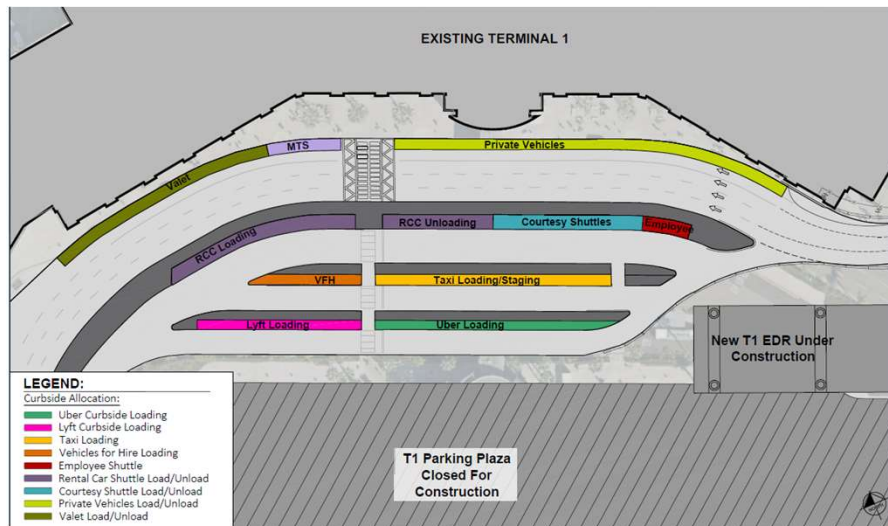 EXISTING TERMINAL 1
MTS
Private Vehicles
Valet
RCC Loading
RCC Unloading
Courtesy Shuttles
Employee
VFH
Taxi Loading/Staging
Lyft Loading
Uber Loading
New T1 EDR Under
Construction
LEGEND:
Curbside Allocation:
Uber Curbside Loading
Lyft Curbside Loading
Taxi Loading
Vehicles for Hire Loading
Employee Shuttle
Rental Car Shuttle Load/Unload
Courtesy Shuttle Load/Unload
Private Vehicles Load/Unload
Valet Load/Unload
T1 Parking Plaza
Closed For
Construction